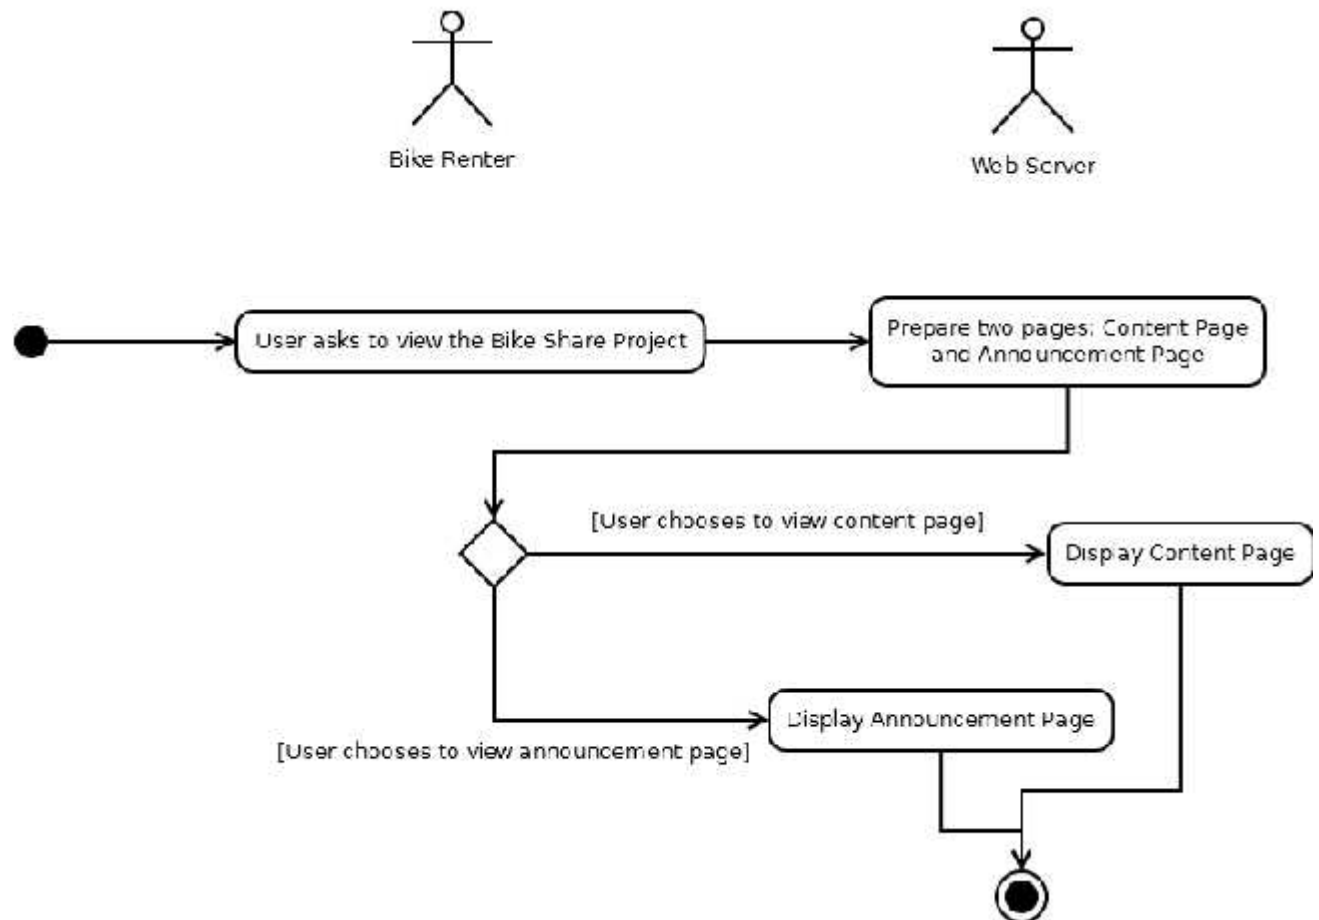 Bike Renter
Web Server
User asks to view the Bike Share Project
Prepare two pages: Content Page
and Announcement Page
[User chooses to view content page]
Display Content Page
Display Announcement Page
[User chooses to view announcement page]